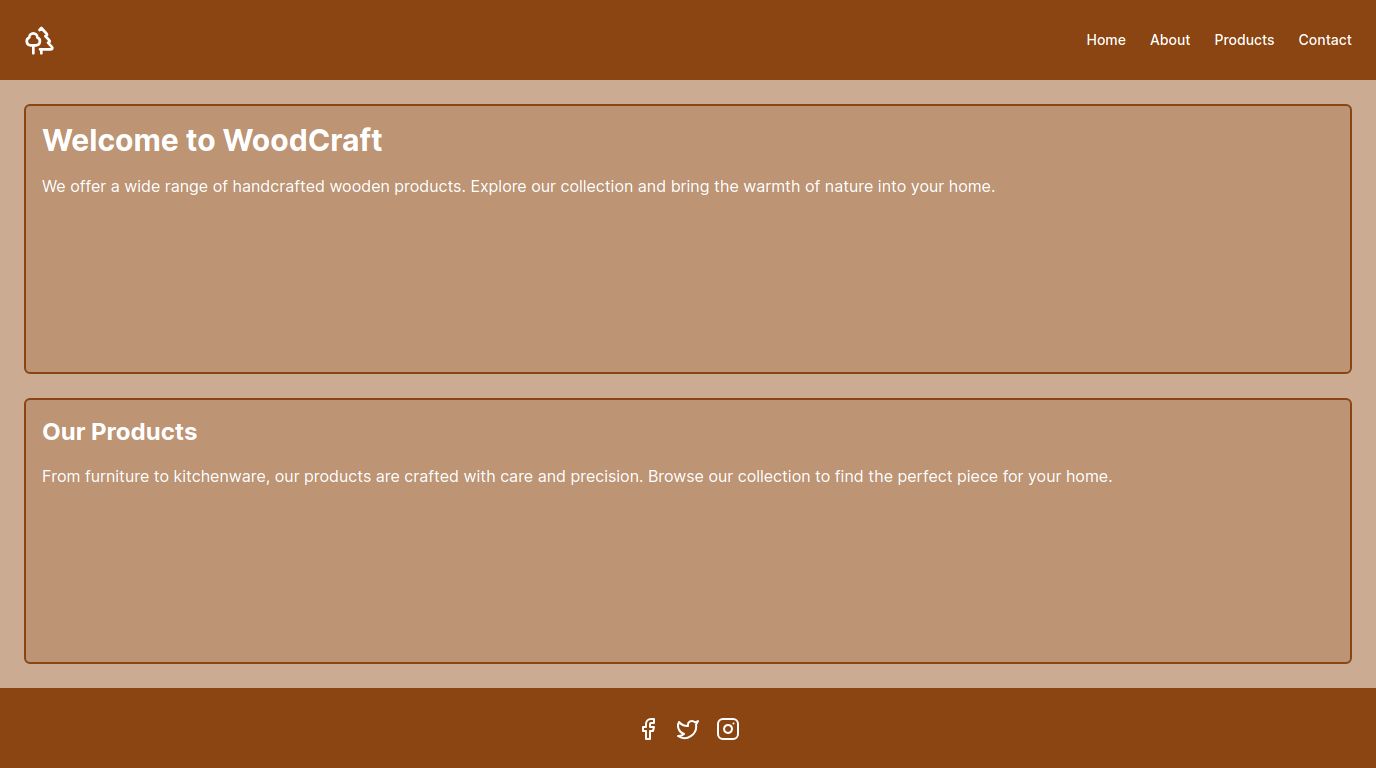 Home About Products Contact
Welcome to WoodCraft
We offer a wide range of handcrafted wooden products. Explore our collection and bring the warmth of nature into your home.
Our Products
From furniture to kitchenware, our products are crafted with care and precision. Browse our collection to find the perfect piece for your home.